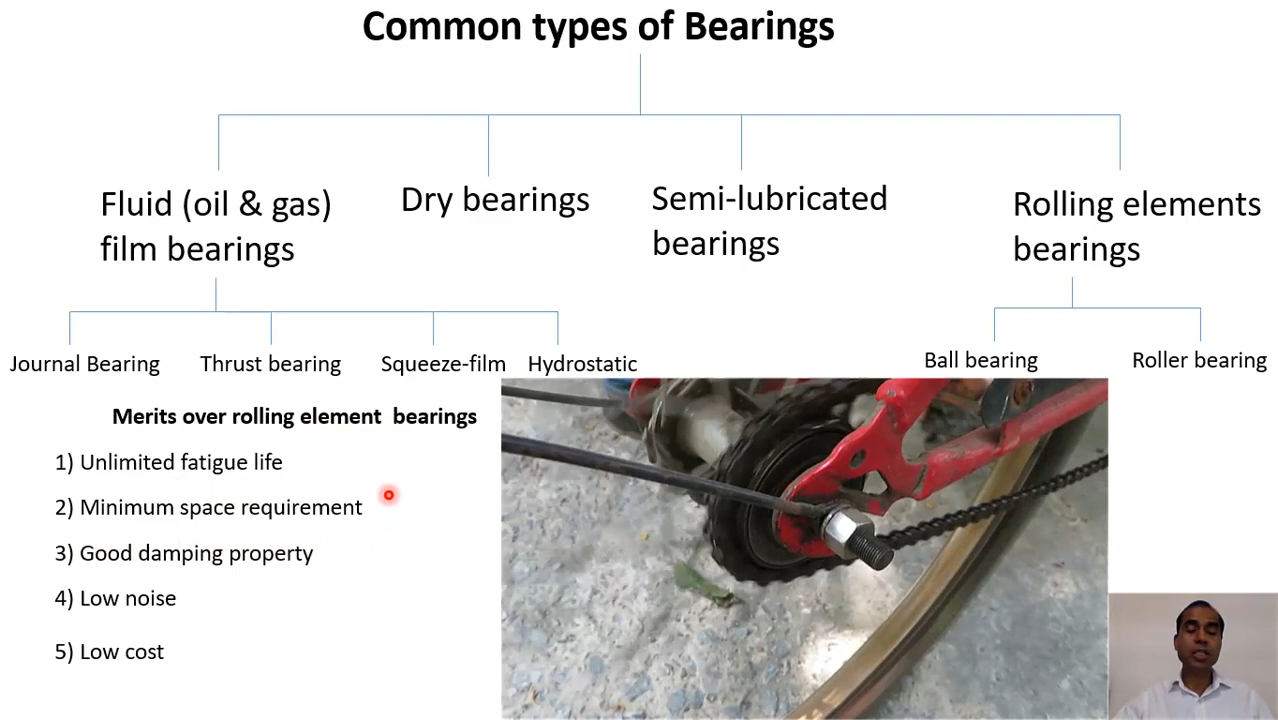 Common types of Bearings
Fluid (oil & gas)
film bearings
Dry bearings
Semi-lubricated
bearings
Rolling elements
bearings
Journal Bearing
Thrust bearing
Squeeze-film
Hydrostatic
Ball bearing
Roller bearing
Merits over rolling element bearings
1) Unlimited fatigue life
2) Minimum space requirement
3) Good damping property
4) Low noise
5) Low cost